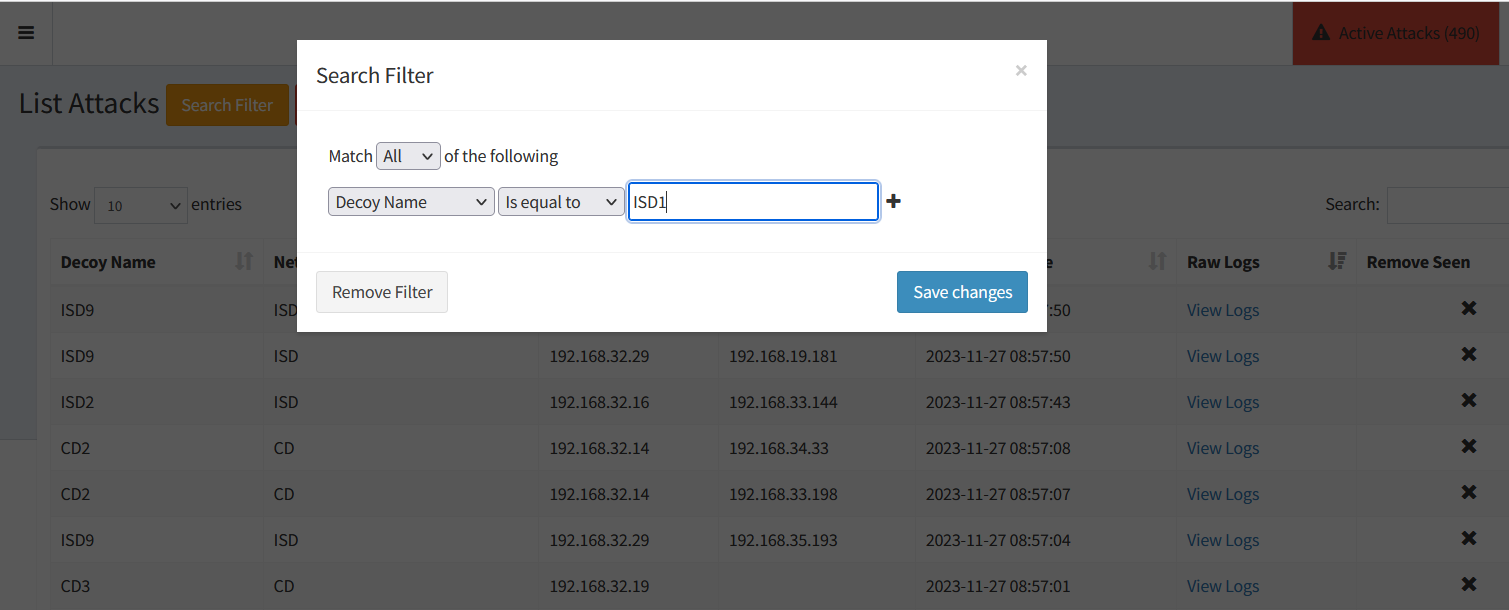 Active Attacks (490)
Search Filter ×
List Attacks Search Filter
Match All of the following
Decoy Name Is equal to ISD1
Show 10 entries Search:
Remove Filter Save changes
Decoy Name Raw Logs Remove Seen
ISD9 View Logs
ISD9 ISD 192.168.32.29 192.168.19.181 2023-11-27 08:57:50 View Logs
ISD2 ISD 192.168.32.16 192.168.33.144 2023-11-27 08:57:43 View Logs
CD2 CD 192.168.32.14 192.168.34.33 2023-11-27 08:57:08 View Logs
CD2 CD 192.168.32.14 192.168.33.198 2023-11-27 08:57:07 View Logs
ISD9 ISD 192.168.32.29 192.168.35.193 2023-11-27 08:57:04 View Logs
CD3 CD 192.168.32.19 2023-11-27 08:57:01 View Logs